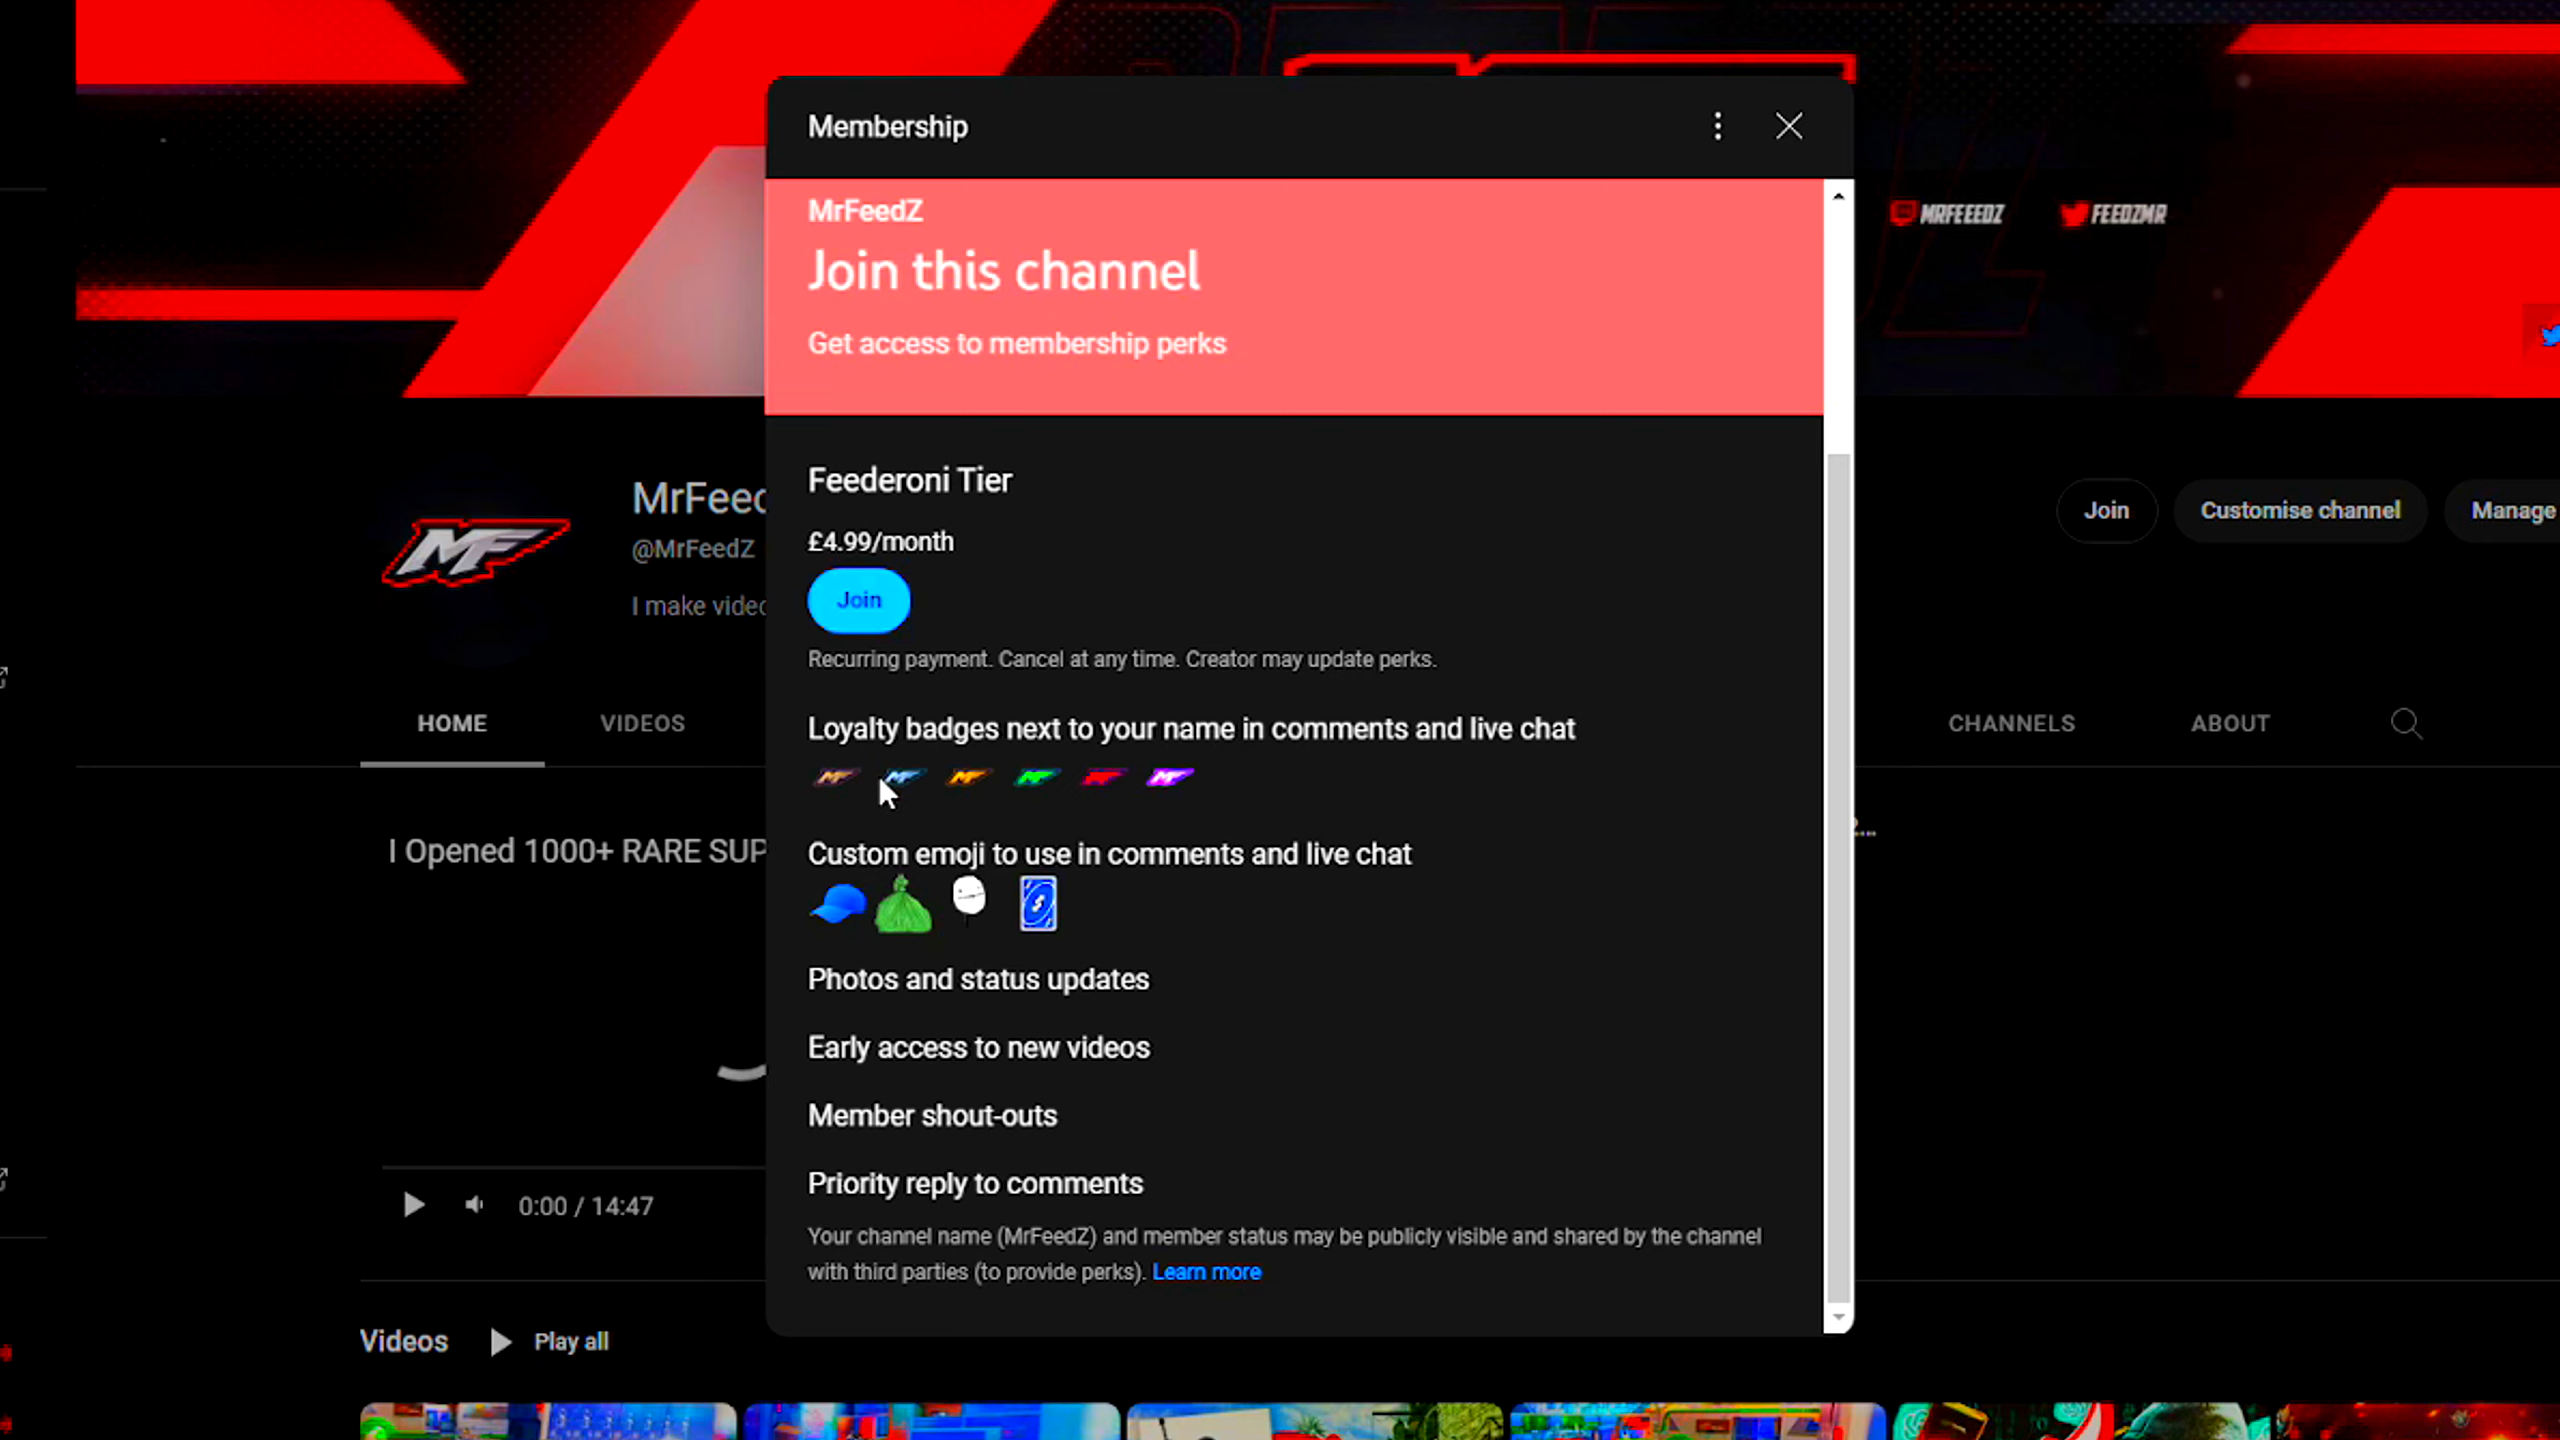 Membership
MrFeedZ
Join this channel
Get access to membership perks
MRFEEEDZ
FEEDZMR
Feederoni Tier
£4.99/month
Join
Recurring payment. Cancel at any time. Creator may update perks.
Loyalty badges next to your name in comments and live chat
Custom emoji to use in comments and live chat
Photos and status updates
Early access to new videos
Member shout-outs
Priority reply to comments
Your channel name (MrFeedZ) and member status may be publicly visible and shared by the channel
with third parties (to provide perks). Learn more
MF
MrFeed
@MrFeedZ
I make
Join
Customise channel
Manage
HOME
VIDEOS
CHANNELS
ABOUT
I Opened 1000+ RARE SUP
0:00 / 14:47
Videos
Play all